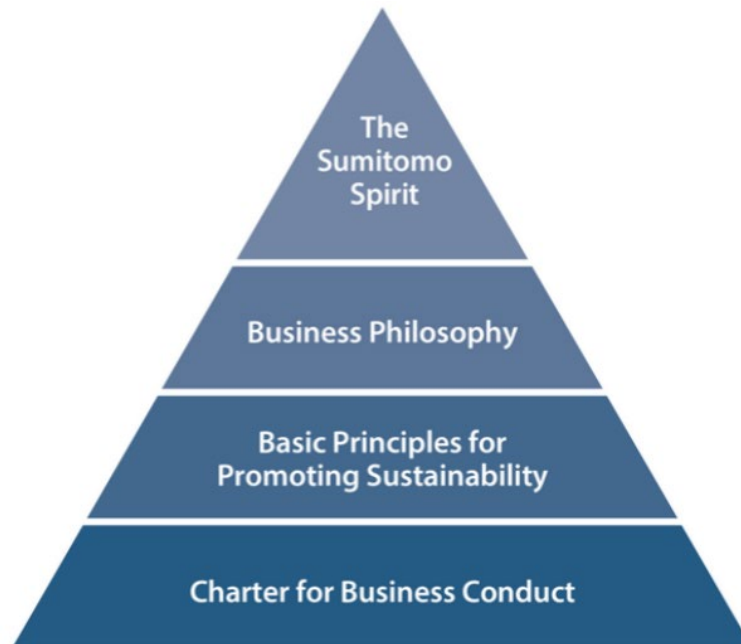 The
Sumitomo
Spirit
Business Philosophy
Basic Principles for
Promoting Sustainability
Charter for Business Conduct